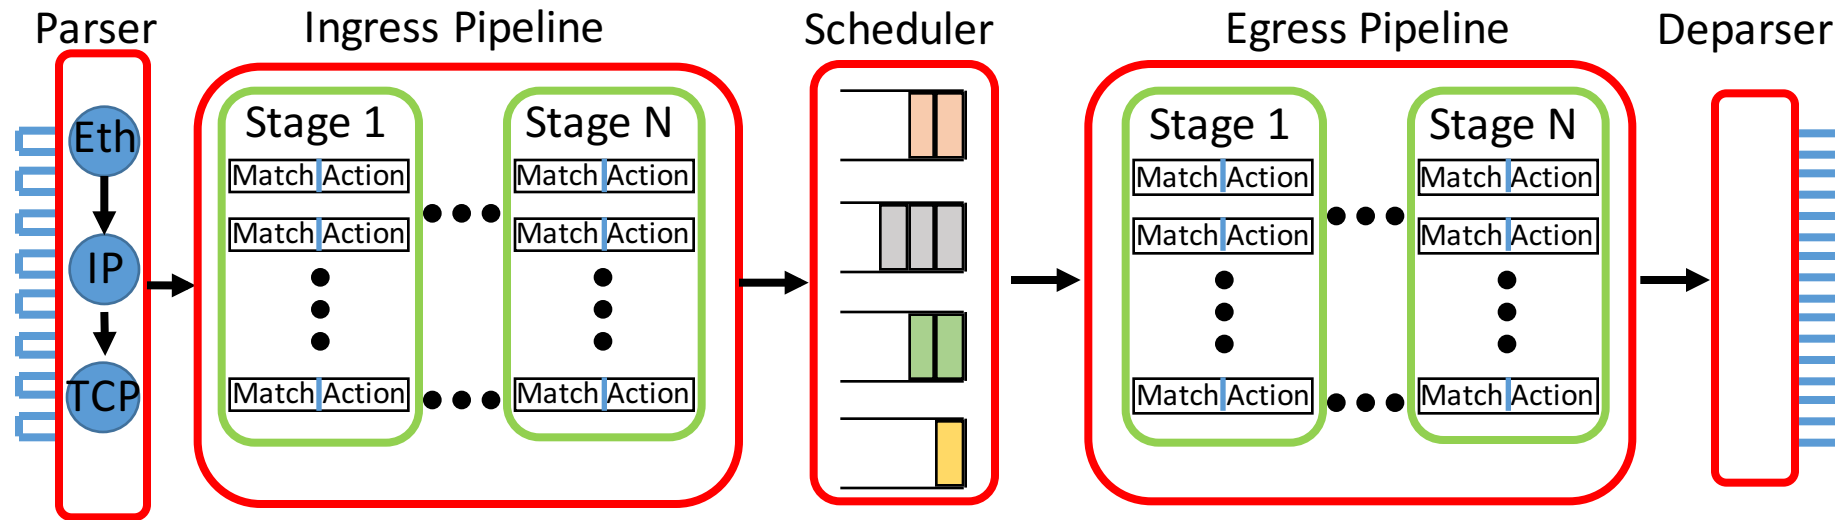 Parser
Ingress Pipeline
Scheduler
Egress Pipeline
Deparser
Eth
IP
TCP
Stage 1
Match Action
Match Action
Match Action
Stage N
Match Action
Match Action
Match Action
Stage 1
Match Action
Match Action
Match Action
Stage N
Match Action
Match Action
Match Action